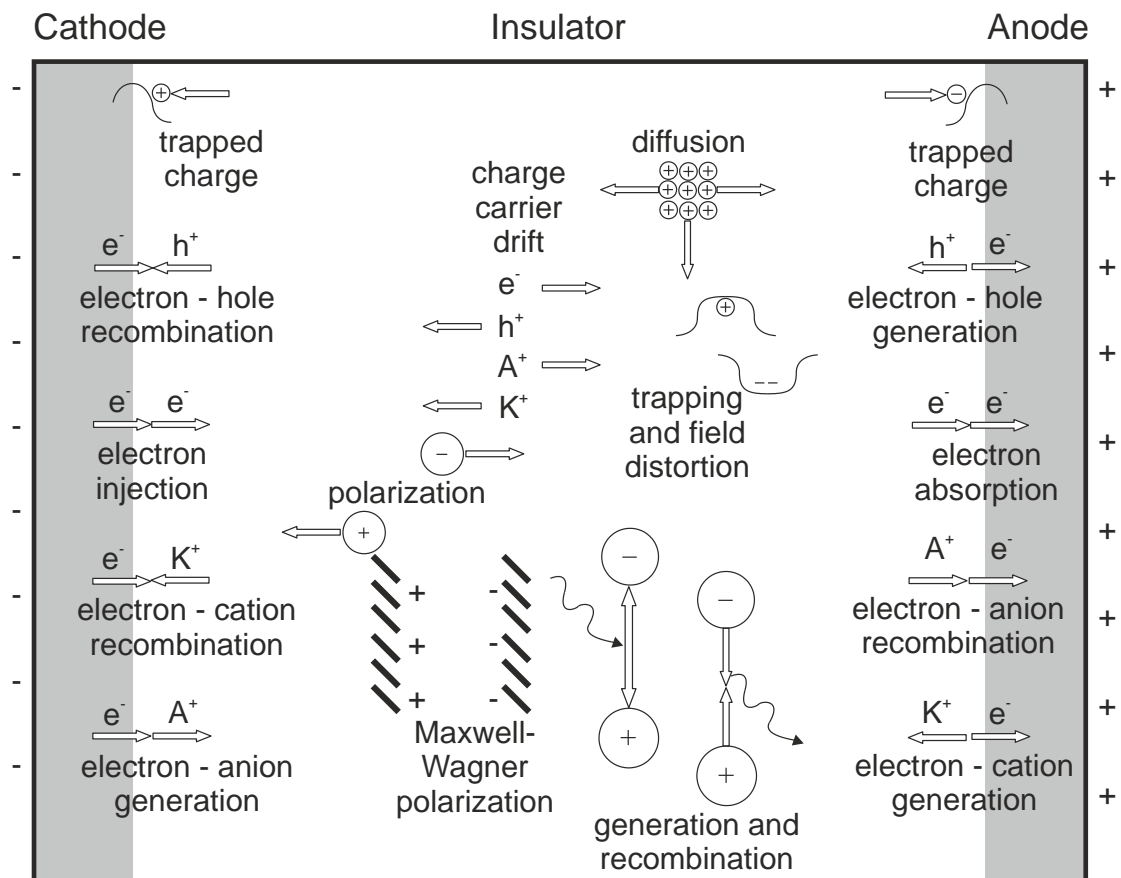 Cathode
Insulator
Anode
-
-
-
-
-
-
-
-
-
+
trapped
charge
e⁻ h⁺
electron - hole
recombination
e⁻ e⁻
electron
injection
e⁻ K⁺
electron - cation
recombination
e⁻ A⁺
electron - anion
generation
charge
carrier
drift
e⁻
h⁺
A⁺
K⁺
-
polarization
+
+
+
+
-
-
-
Maxwell-
Wagner
polarization
diffusion
+ + +
+ + +
+ + +
+
- -
trapping
and field
distortion
-
+
-
+
generation and
recombination
-
trapped
charge
h⁺ e⁻
electron - hole
generation
e⁻ e⁻
electron
absorption
A⁺ e⁻
electron - anion
recombination
K⁺ e⁻
electron - cation
generation
+
+
+
+
+
+
+
+
+